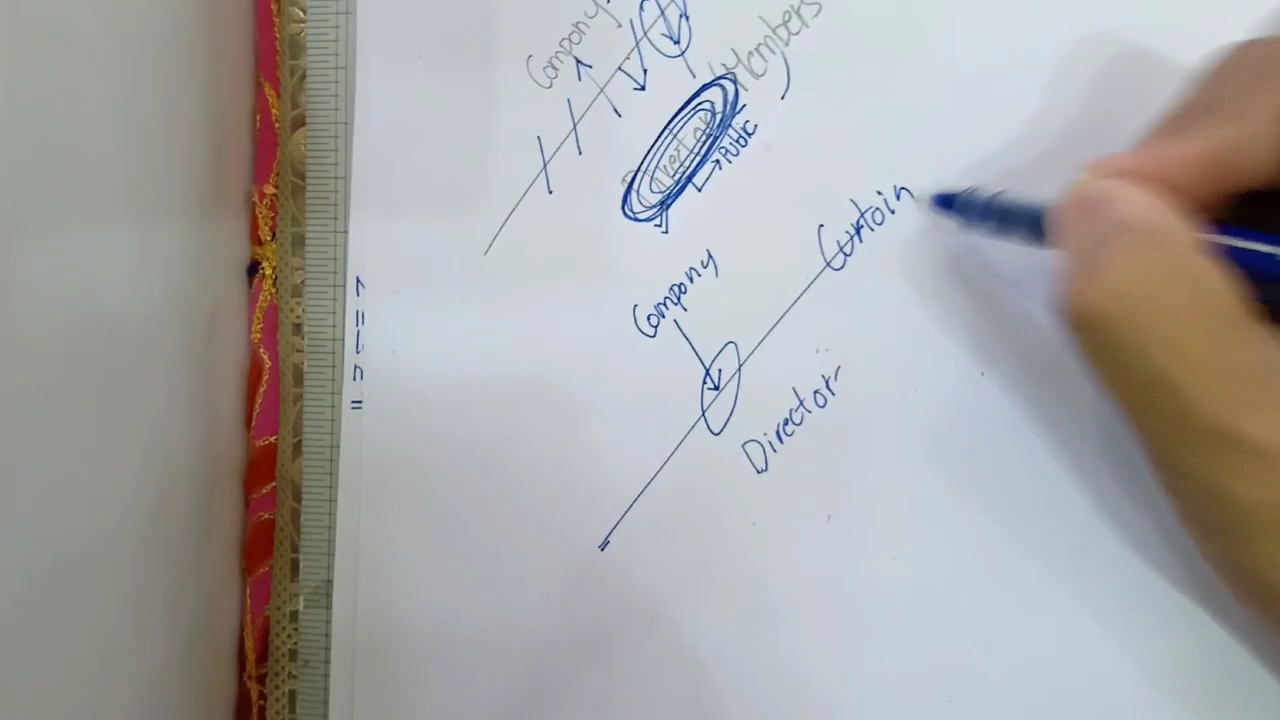 Company
Members
Public
Curtain
Company
Director